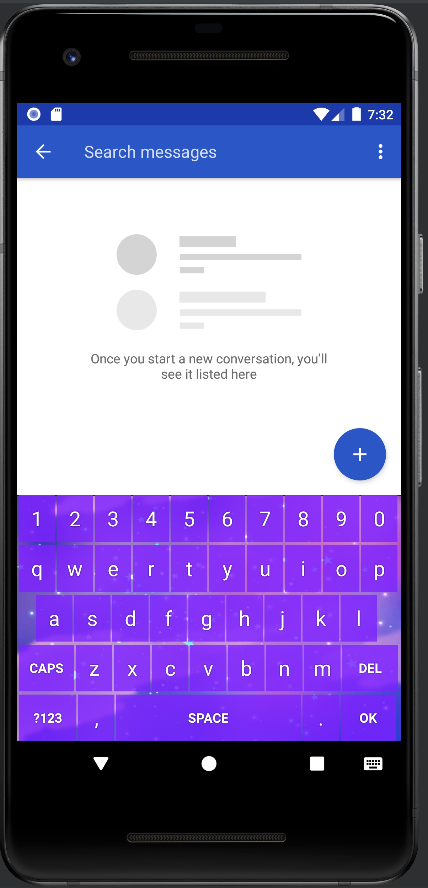 7:32
Search messages
Once you start a new conversation, you'll
see it listed here
+
1 2 3 4 5 6 7 8 9 0
q w e r t y u i o p
a s d f g h j k l
CAPS z x c v b n m DEL
?123 , SPACE . OK